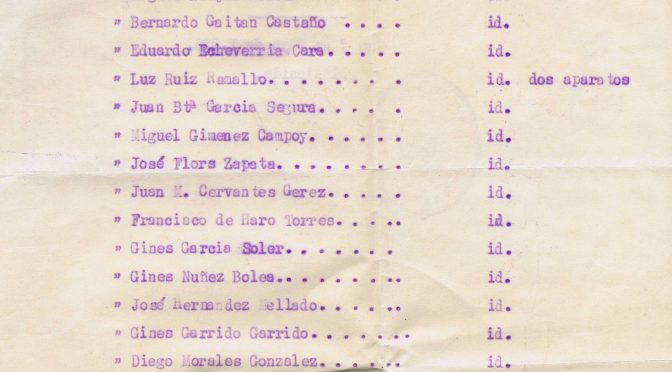 " Bernardo Gaitan Castaño . . . . id.
" Eduardo Echeverria Cara. . . . . id.
" Luz Ruiz Ramallo. . . . . . . . id. dos aparatos
" Juan Btª Garcia Segura. . . . . id.
" Miguel Gimenez Campoy. . . . . . id.
" José Flors Zapata. . . . . . . . id.
" Juan M. Cervantes Gerez. . . . . id.
" Francisco de Haro Torres. . . .. id.
" Gines Garcia Soler. . . . . . . id.
" Gines Nuñez Bolea.. . . . . . .. id.
" José Hernandez Mellado. . . . .. id.
" Gines Garrido Garrido. . . . . .. id.
" Diego Morales Gonzalez. . . . .. id.